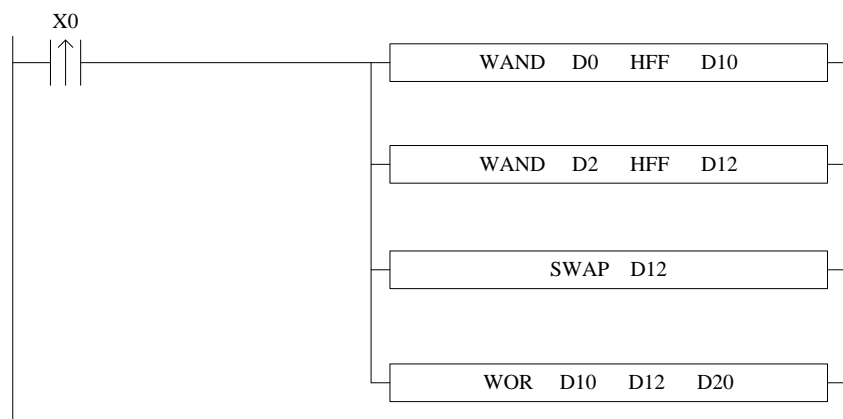 X0
WAND D0 HFF D10
WAND D2 HFF D12
SWAP D12
WOR D10 D12 D20